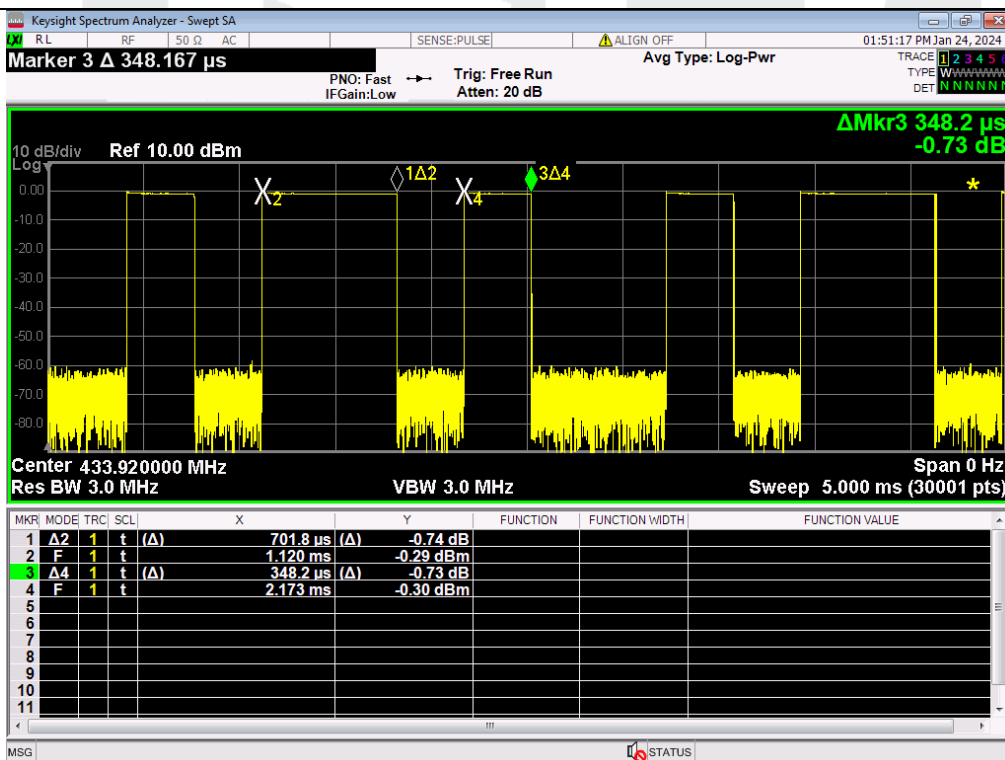 Keysight Spectrum Analyzer - Swept SA
LXI RL RF 50 Ω AC SENSE:PULSE ALIGN OFF 01:51:17 PM Jan 24, 2024
Marker 3 Δ 348.167 µs
PNO: Fast
IFGain:Low
Trig: Free Run
Atten: 20 dB
Avg Type: Log-Pwr
TRACE 1 2 3 4 5 6
TYPE WWWWWW
DET N N N N N N
ΔMkr3 348.2 µs
-0.73 dB
10 dB/div Ref 10.00 dBm
Log
0.00
-10.0
-20.0
-30.0
-40.0
-50.0
-60.0
-70.0
-80.0
X2
1Δ2
X4
3Δ4
*
Center 433.920000 MHz Span 0 Hz
Res BW 3.0 MHz VBW 3.0 MHz Sweep 5.000 ms (30001 pts)
MKR MODE TRC SCL X Y FUNCTION FUNCTION WIDTH FUNCTION VALUE
1 Δ2 1 t (Δ) 701.8 µs (Δ) -0.74 dB
2 F 1 t 1.120 ms -0.29 dBm
3 Δ4 1 t (Δ) 348.2 µs (Δ) -0.73 dB
4 F 1 t 2.173 ms -0.30 dBm
5
6
7
8
9
10
11
MSG STATUS